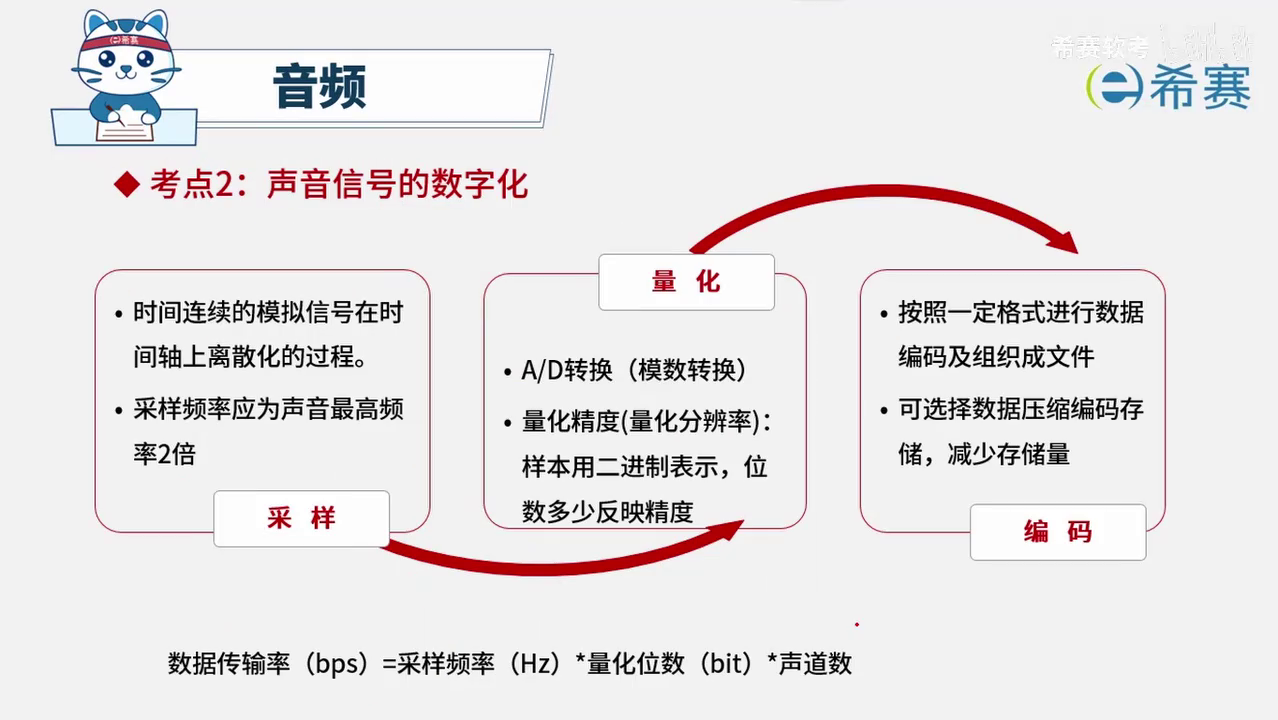 希赛
音频
希赛软考
希赛
考点2：声音信号的数字化
• 时间连续的模拟信号在时
间轴上离散化的过程。
• 采样频率应为声音最高频
率2倍
采 样
量 化
• A/D转换（模数转换）
• 量化精度(量化分辨率)：
样本用二进制表示，位
数多少反映精度
• 按照一定格式进行数据
编码及组织成文件
• 可选择数据压缩编码存
储，减少存储量
编 码
数据传输率（bps）=采样频率（Hz）*量化位数（bit）*声道数